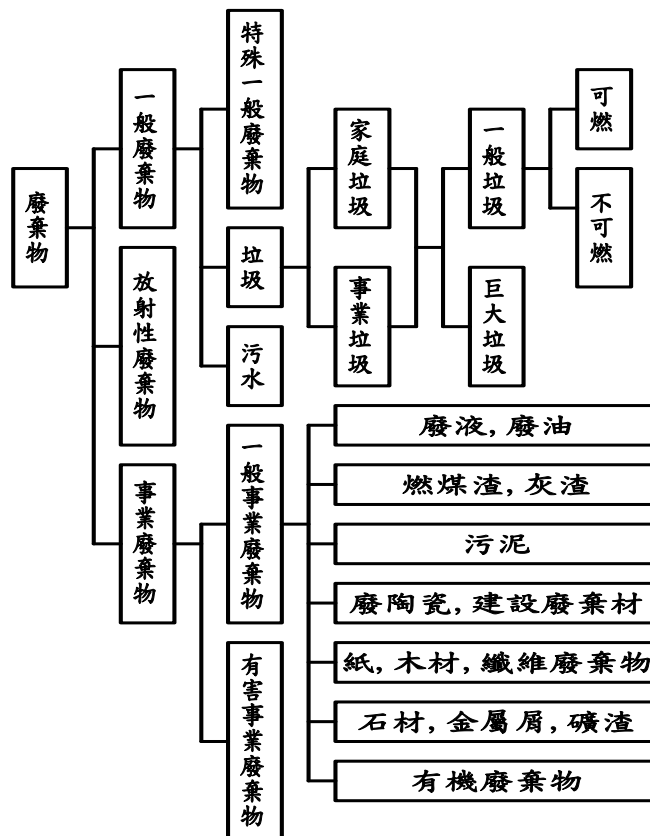 廢棄物
一般廢棄物
放射性廢棄物
事業廢棄物
特殊一般廢棄物
垃圾
污水
家庭垃圾
事業垃圾
一般垃圾
巨大垃圾
可燃
不可燃
一般事業廢棄物
有害事業廢棄物
廢液,廢油
燃煤渣,灰渣
污泥
廢陶瓷,建設廢棄材
紙,木材,纖維廢棄物
石材,金屬屑,礦渣
有機廢棄物